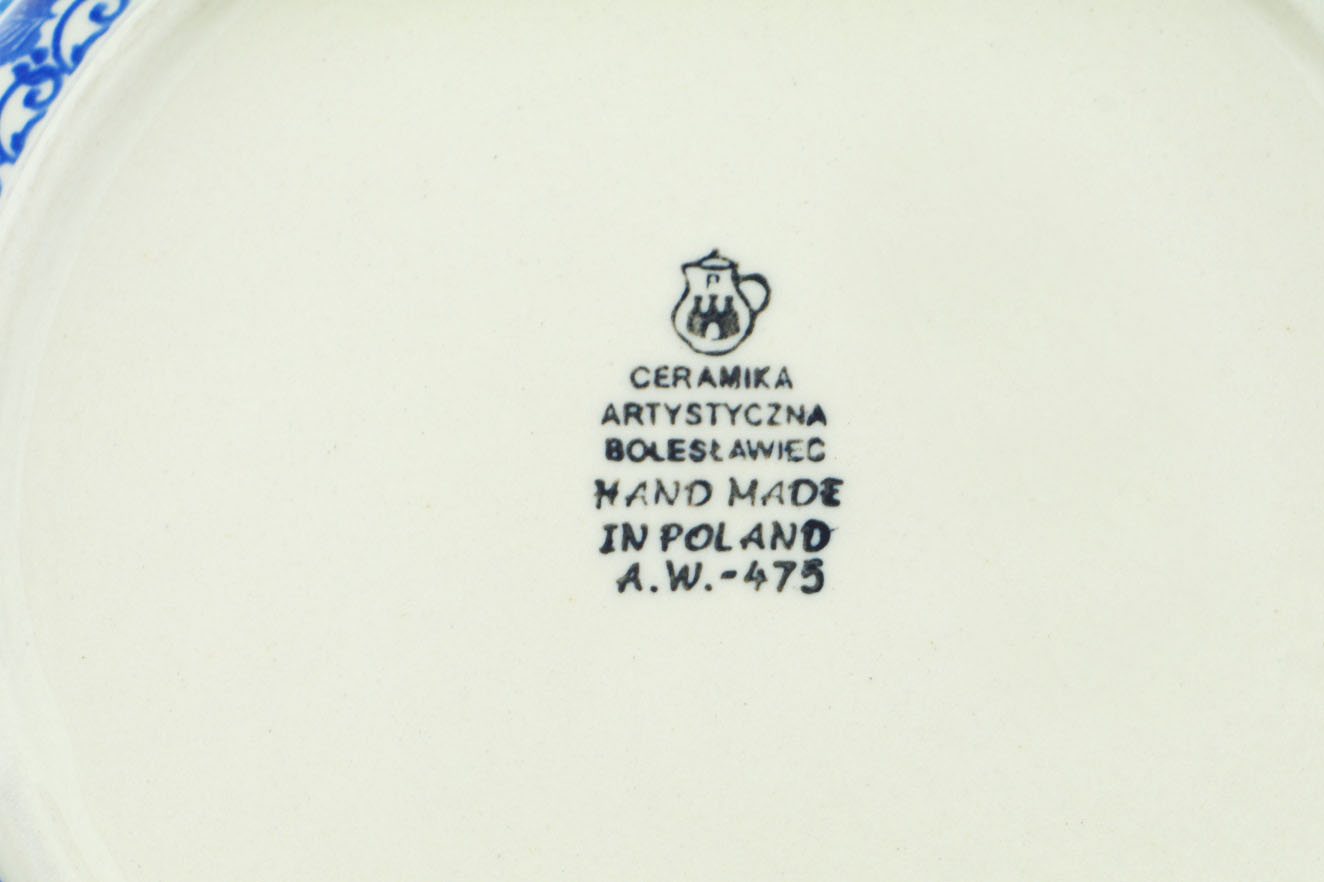 P
CERAMIKA
ARTYSTYCZNA
BOLESŁAWIEC
HAND MADE
IN POLAND
A.W.-475